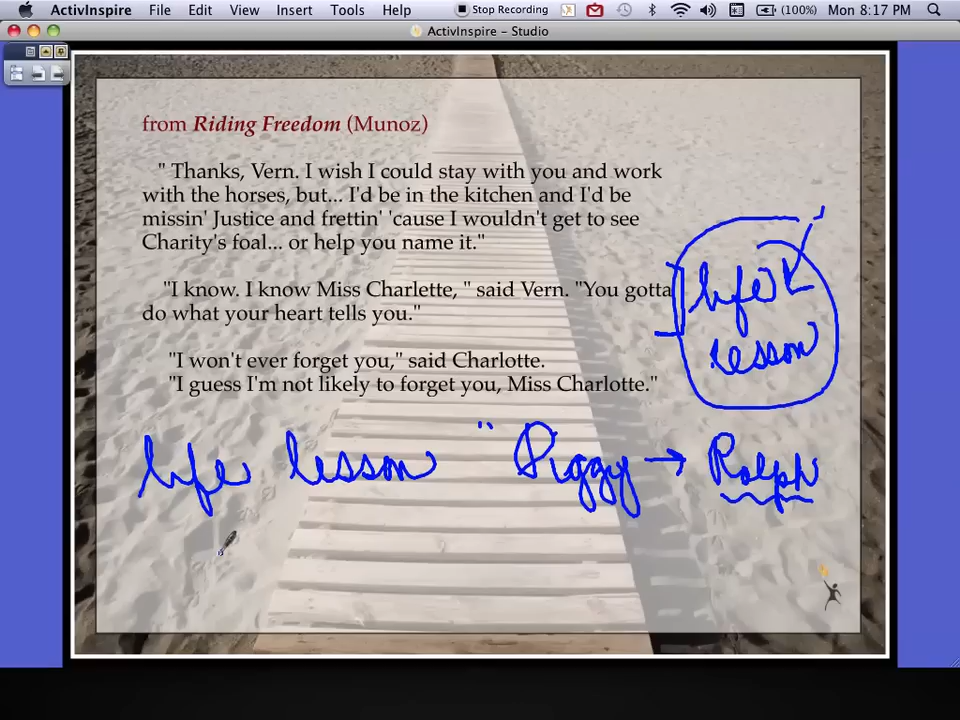 ActivInspire File Edit View Insert Tools Help Stop Recording (100%) Mon 8:17 PM
ActivInspire – Studio
from Riding Freedom (Munoz)
" Thanks, Vern. I wish I could stay with you and work
with the horses, but... I'd be in the kitchen and I'd be
missin' Justice and frettin' 'cause I wouldn't get to see
Charity's foal... or help you name it."
"I know. I know Miss Charlette, " said Vern. "You gotta
do what your heart tells you."
"I won't ever forget you," said Charlotte.
"I guess I'm not likely to forget you, Miss Charlotte."
life
lesson
life lesson " Piggy → Ralph